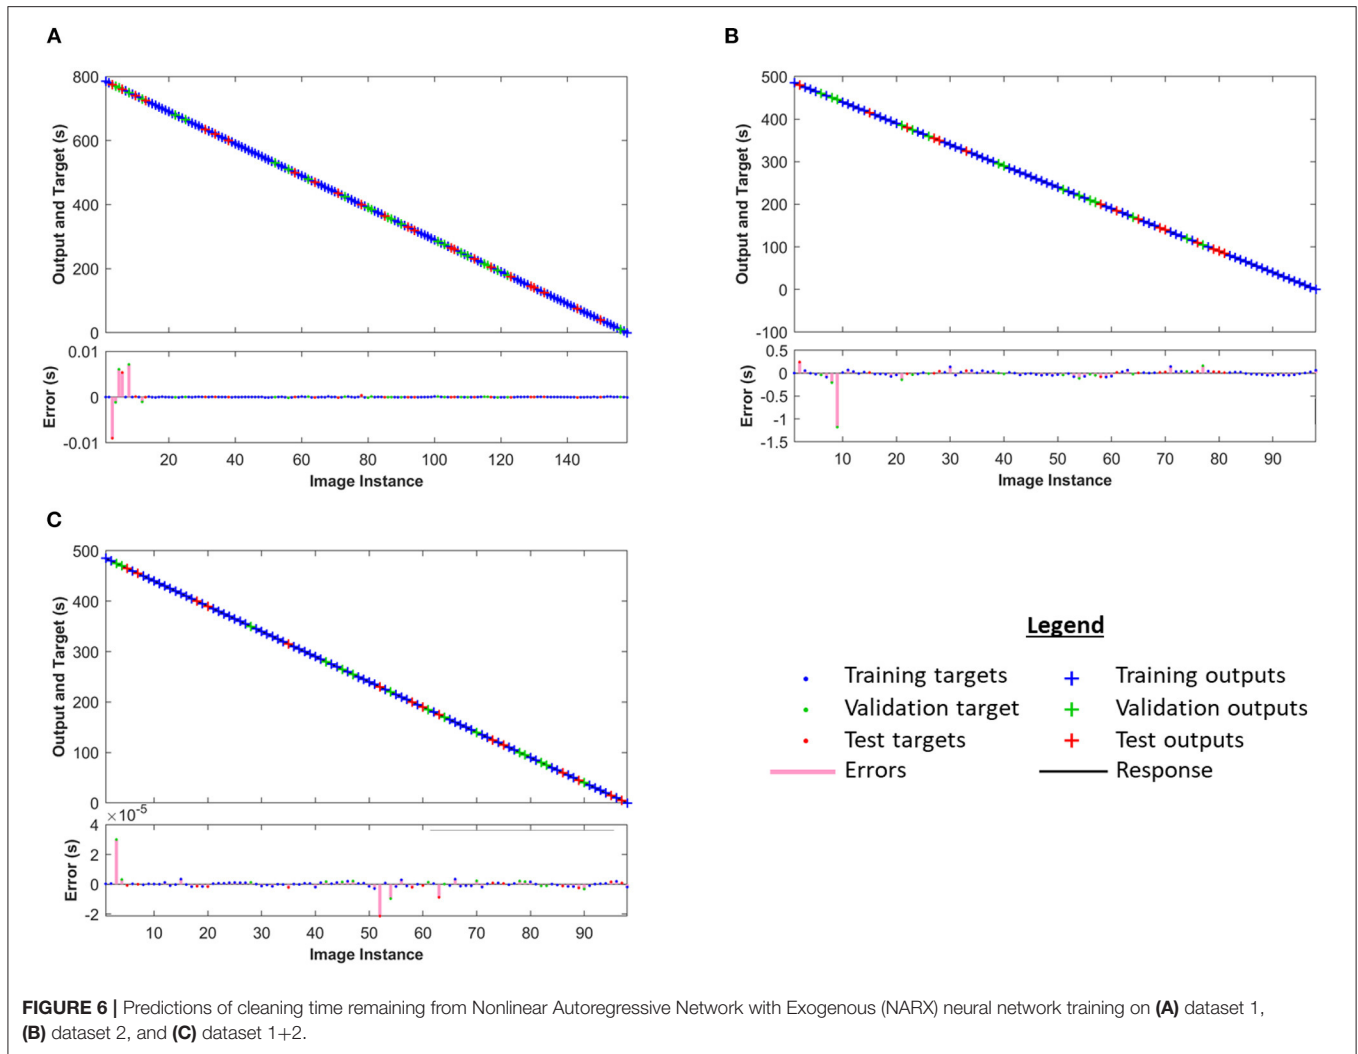 A
Output and Target (s)
800
600
400
200
0
Error (s)
0.01
0
-0.01
20 40 60 80 100 120 140
Image Instance
B
Output and Target (s)
500
400
300
200
100
0
-100
Error (s)
0.5
0
-0.5
-1
-1.5
10 20 30 40 50 60 70 80 90
Image Instance
C
Output and Target (s)
500
400
300
200
100
0
×10⁻⁵
Error (s)
4
2
0
-2
10 20 30 40 50 60 70 80 90
Image Instance
Legend
Training targets Training outputs
Validation target Validation outputs
Test targets Test outputs
Errors Response
FIGURE 6 | Predictions of cleaning time remaining from Nonlinear Autoregressive Network with Exogenous (NARX) neural network training on (A) dataset 1,
(B) dataset 2, and (C) dataset 1+2.